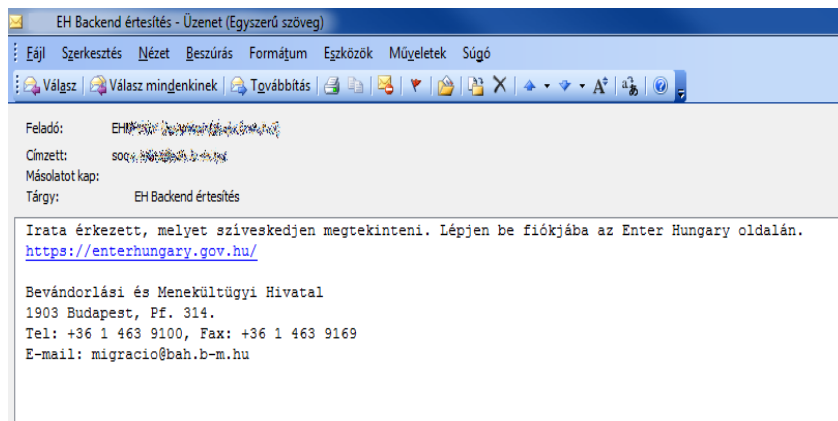 EH Backend értesítés - Üzenet (Egyszerű szöveg)
Fájl Szerkesztés Nézet Beszúrás Formátum Eszközök Műveletek Súgó
Válasz Válasz mindenkinek Továbbítás
Feladó: EH
Címzett:
Másolatot kap:
Tárgy: EH Backend értesítés
Irata érkezett, melyet szíveskedjen megtekinteni. Lépjen be fiókjába az Enter Hungary oldalán.
https://enterhungary.gov.hu/
Bevándorlási és Menekültügyi Hivatal
1903 Budapest, Pf. 314.
Tel: +36 1 463 9100, Fax: +36 1 463 9169
E-mail: migracio@bah.b-m.hu